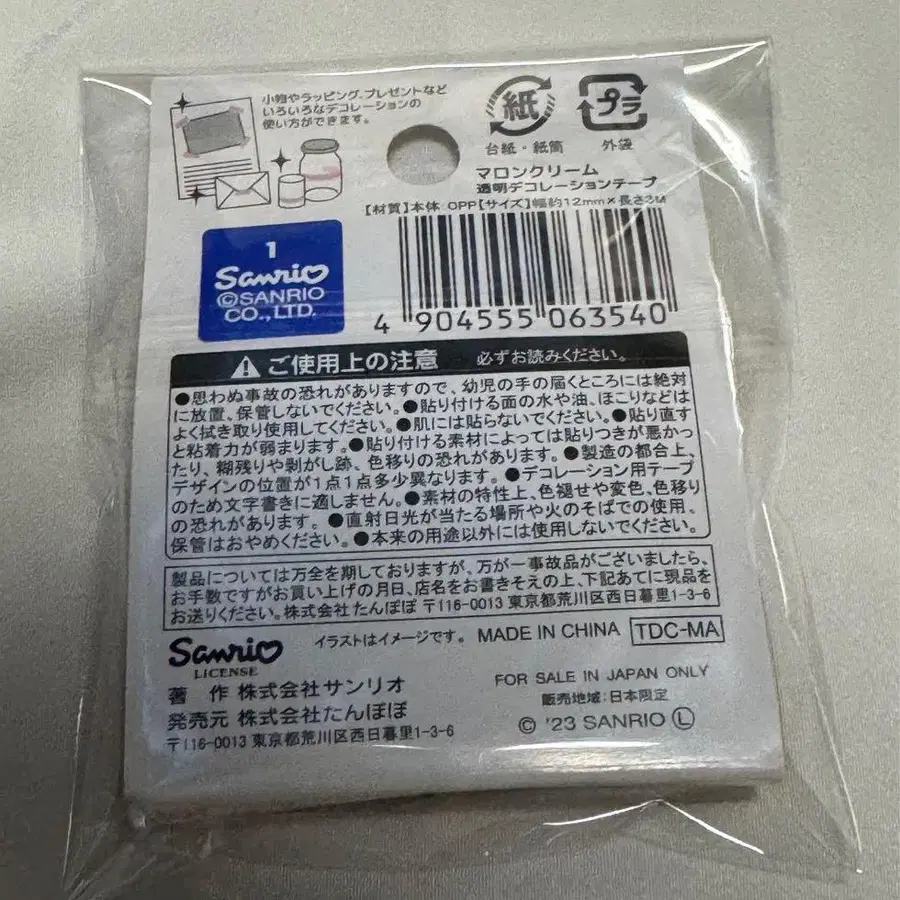 小物やラッピング、プレゼントなど
いろいろなデコレーションの
使い方ができます。
紙
台紙・紙筒
プラ
外袋
マロンクリーム
透明デコレーションテープ
【材質】本体:OPP【サイズ】幅約12mm×長さ3M
1
Sanrio
©SANRIO
CO.,LTD.
4 904555 063540
ご使用上の注意 必ずお読みください。
●思わぬ事故の恐れがありますので、幼児の手の届くところには絶対
に放置、保管しないでください。●貼り付ける面の水や油、ほこりなどは
よく拭き取り使用してください。●肌には貼らないでください。●貼り直す
と粘着力が弱まります。●貼り付ける素材によっては貼りつきが悪かっ
たり、糊残りや剥がし跡、色移りの恐れがあります。●製造の都合上、
デザインの位置が1点1点多少異なります。●デコレーション用テープ
のため文字書きに適しません。●素材の特性上、色褪せや変色、色移り
の恐れがあります。●直射日光が当たる場所や火のそばでの使用、
保管はおやめください。●本来の用途以外には使用しないでください。
製品については万全を期しておりますが、万が一事故品がございましたら、
お手数ですがお買い上げの月日、店名をお書きそえの上、下記あてに現品を
お送りください。株式会社たんぽぽ 〒116-0013 東京都荒川区西日暮里1-3-6
Sanrio
LICENSE
イラストはイメージです。 MADE IN CHINA TDC-MA
著 作 株式会社サンリオ
発売元 株式会社たんぽぽ
〒116-0013 東京都荒川区西日暮里1-3-6
FOR SALE IN JAPAN ONLY
販売地域:日本限定
© '23 SANRIO Ⓛ